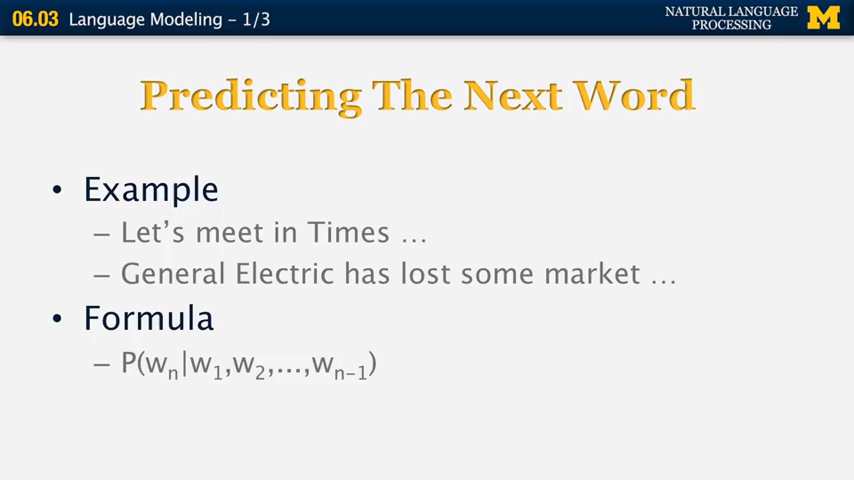 06.03 Language Modeling – 1/3
NATURAL LANGUAGE
PROCESSING
M
Predicting The Next Word
• Example
– Let’s meet in Times …
– General Electric has lost some market …
• Formula
– P(wₙ|w₁,w₂,…,wₙ₋₁)